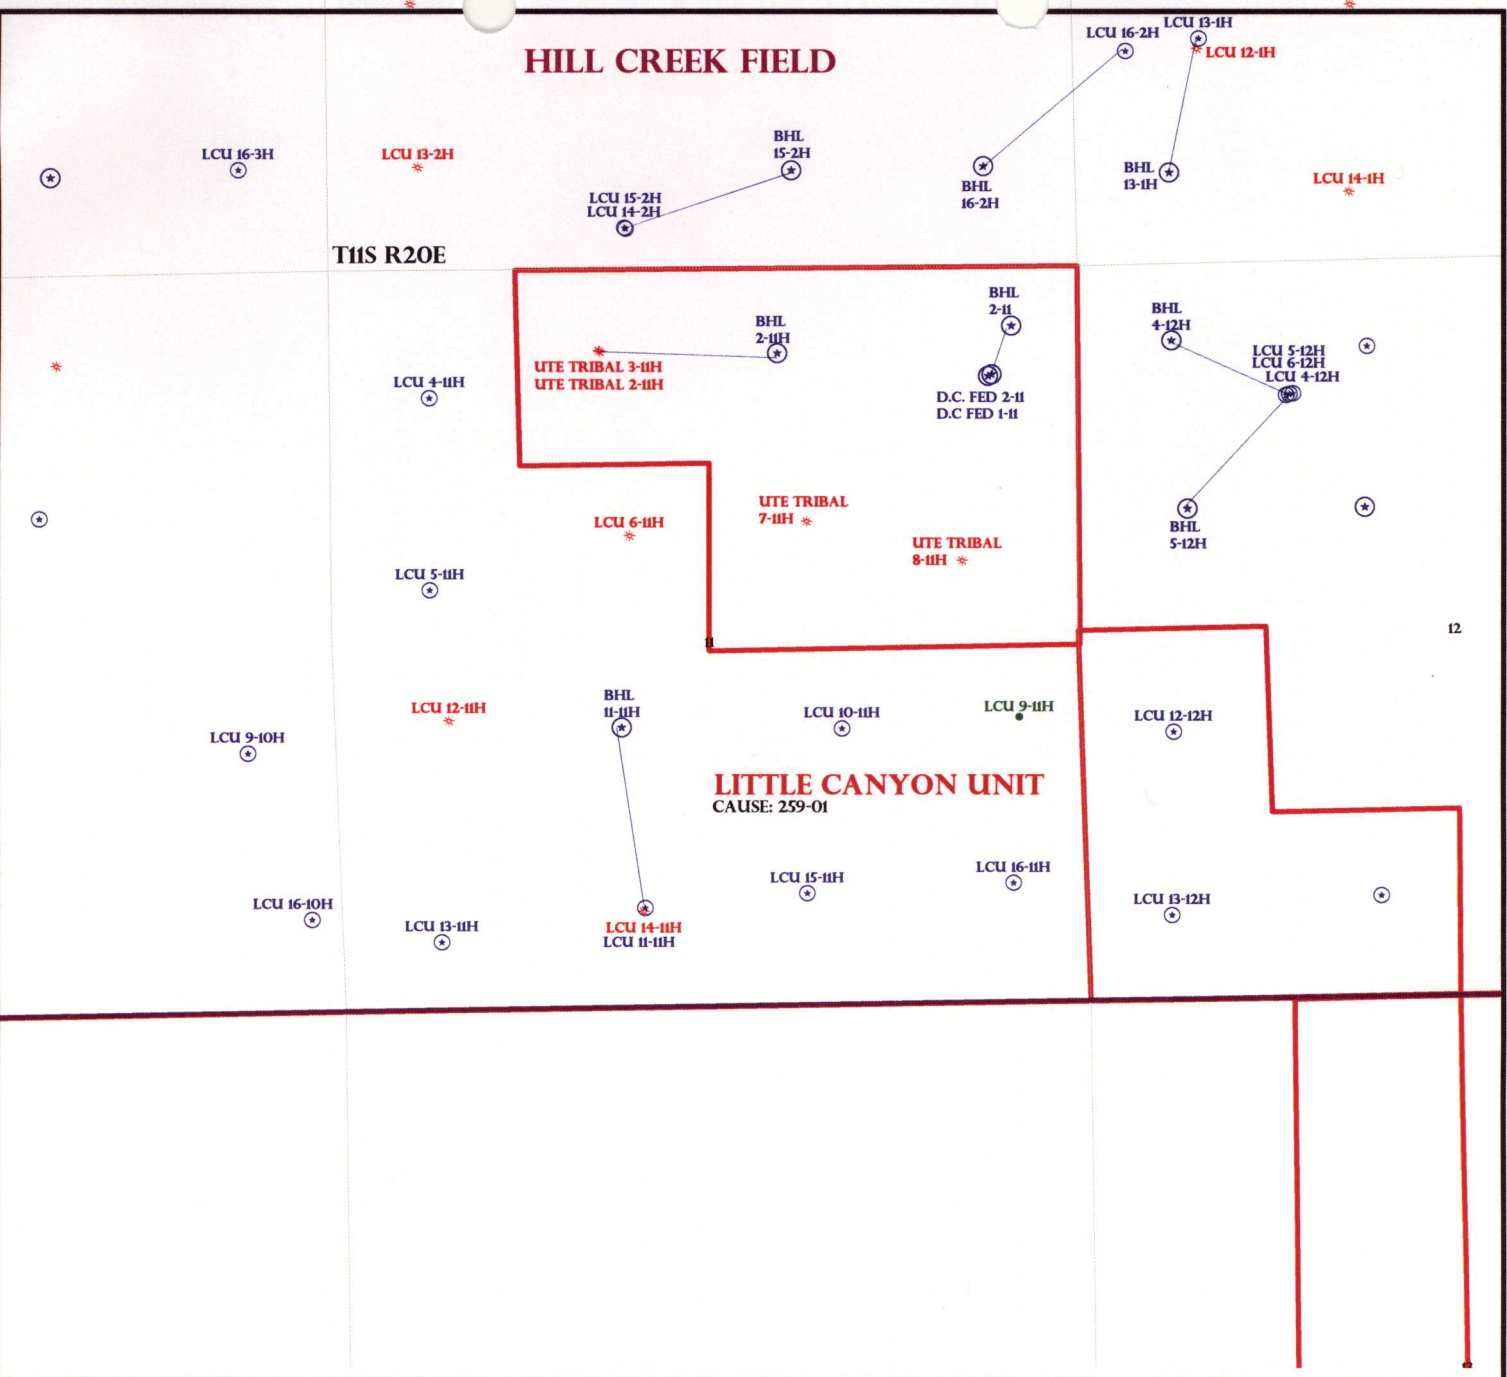 LCU 16-2H
LCU 13-1H
LCU 12-1H
HILL CREEK FIELD
LCU 16-3H
LCU 13-2H
BHL
15-2H
LCU 15-2H
LCU 14-2H
BHL
16-2H
BHL
13-1H
LCU 14-1H
T11S R20E
BHL
2-11
BHL
2-11H
BHL
4-12H
LCU 5-12H
LCU 6-12H
LCU 4-12H
UTE TRIBAL 3-11H
UTE TRIBAL 2-11H
LCU 4-11H
D.C. FED 2-11
D.C FED 1-11
UTE TRIBAL
7-11H
LCU 6-11H
UTE TRIBAL
8-11H
BHL
5-12H
LCU 5-11H
11
12
BHL
11-11H
LCU 12-11H
LCU 10-11H
LCU 9-11H
LCU 12-12H
LCU 9-10H
LITTLE CANYON UNIT
CAUSE: 259-01
LCU 15-11H
LCU 16-11H
LCU 13-12H
LCU 16-10H
LCU 13-11H
LCU 14-11H
LCU 11-11H